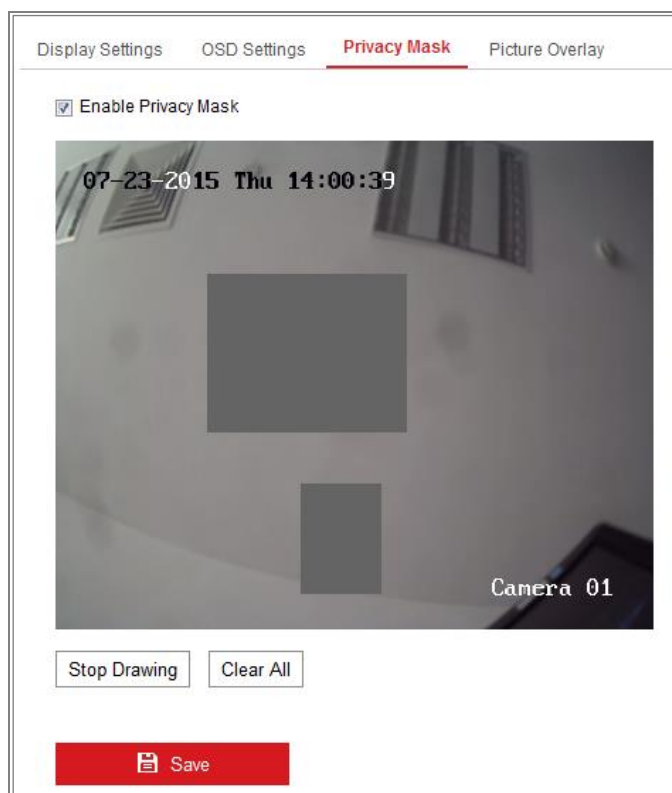 Display Settings OSD Settings Privacy Mask Picture Overlay
Enable Privacy Mask
07-23-2015 Thu 14:00:39
Camera 01
Stop Drawing Clear All
Save